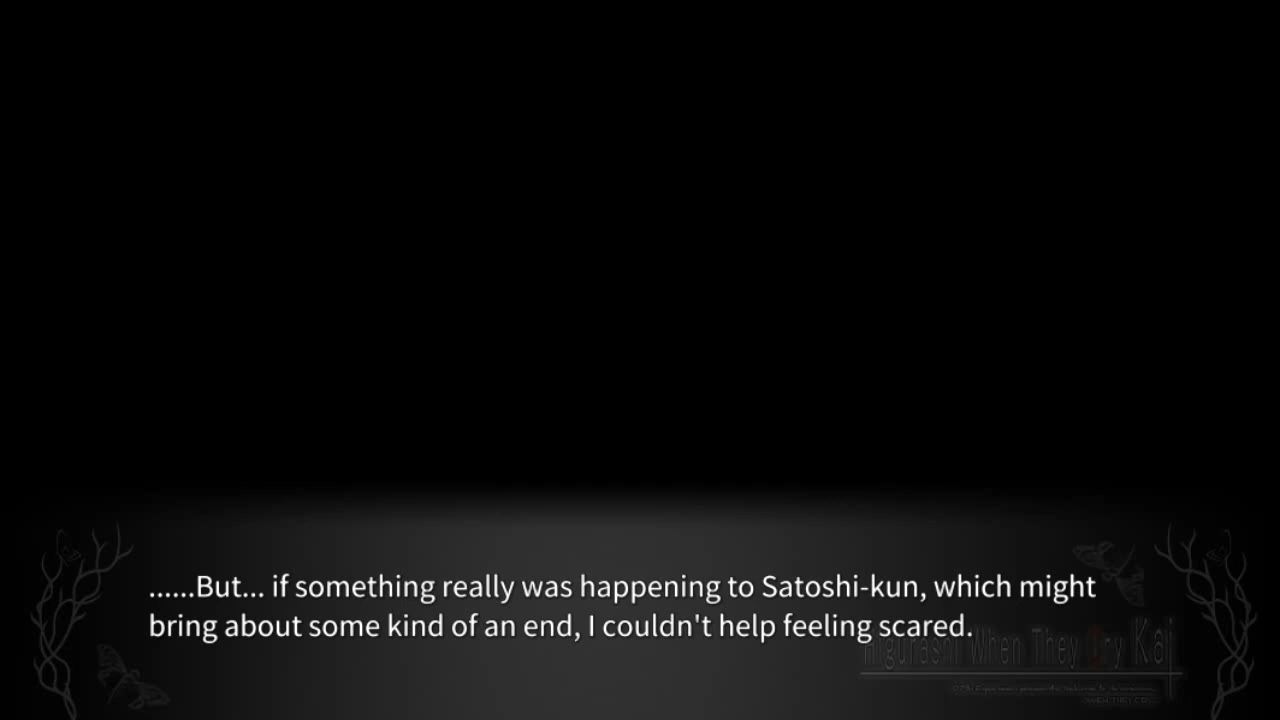 ......But... if something really was happening to Satoshi-kun, which might
bring about some kind of an end, I couldn't help feeling scared.
Higurashi When They Cry Kai